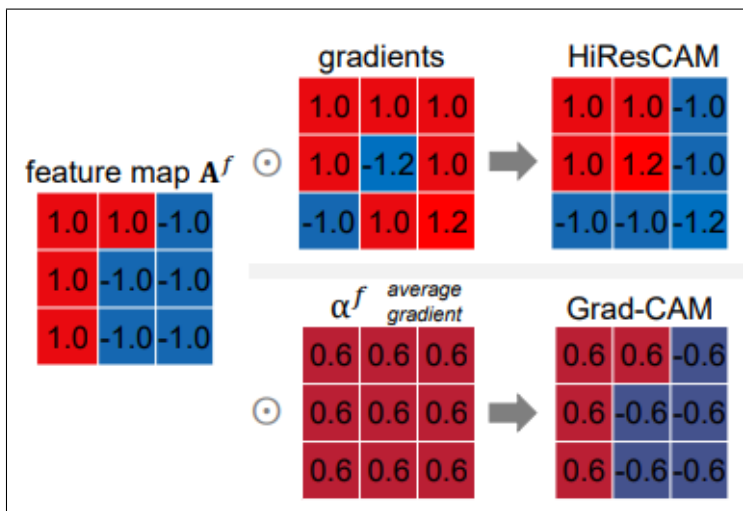 gradients
1.0 1.0 1.0
1.0 -1.2 1.0
-1.0 1.0 1.2
HiResCAM
1.0 1.0 -1.0
1.0 1.2 -1.0
-1.0 -1.0 -1.2
feature map A^f
1.0 1.0 -1.0
1.0 -1.0 -1.0
1.0 -1.0 -1.0
⊙
⊙
α^f average
gradient
0.6 0.6 0.6
0.6 0.6 0.6
0.6 0.6 0.6
Grad-CAM
0.6 0.6 -0.6
0.6 -0.6 -0.6
0.6 -0.6 -0.6